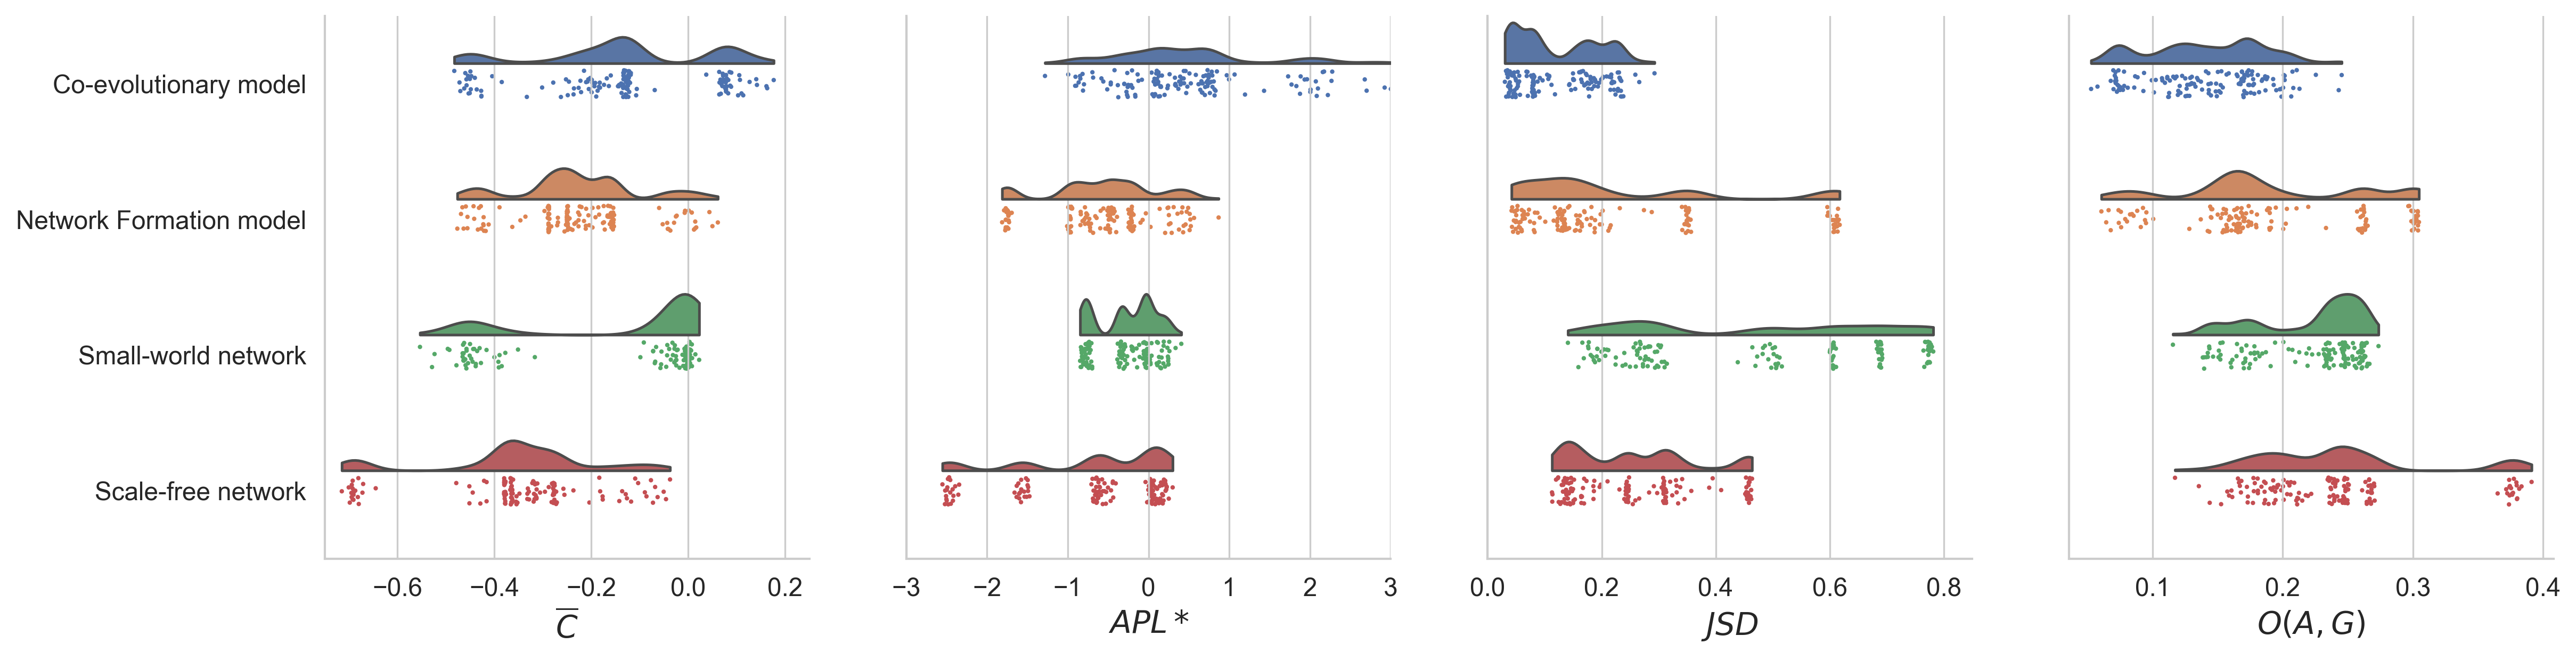 Co-evolutionary model
Network Formation model
Small-world network
Scale-free network
−0.6 −0.4 −0.2 0.0 0.2
C̅
−3 −2 −1 0 1 2 3
APL *
0.0 0.2 0.4 0.6 0.8
JSD
0.1 0.2 0.3 0.4
O(A, G)